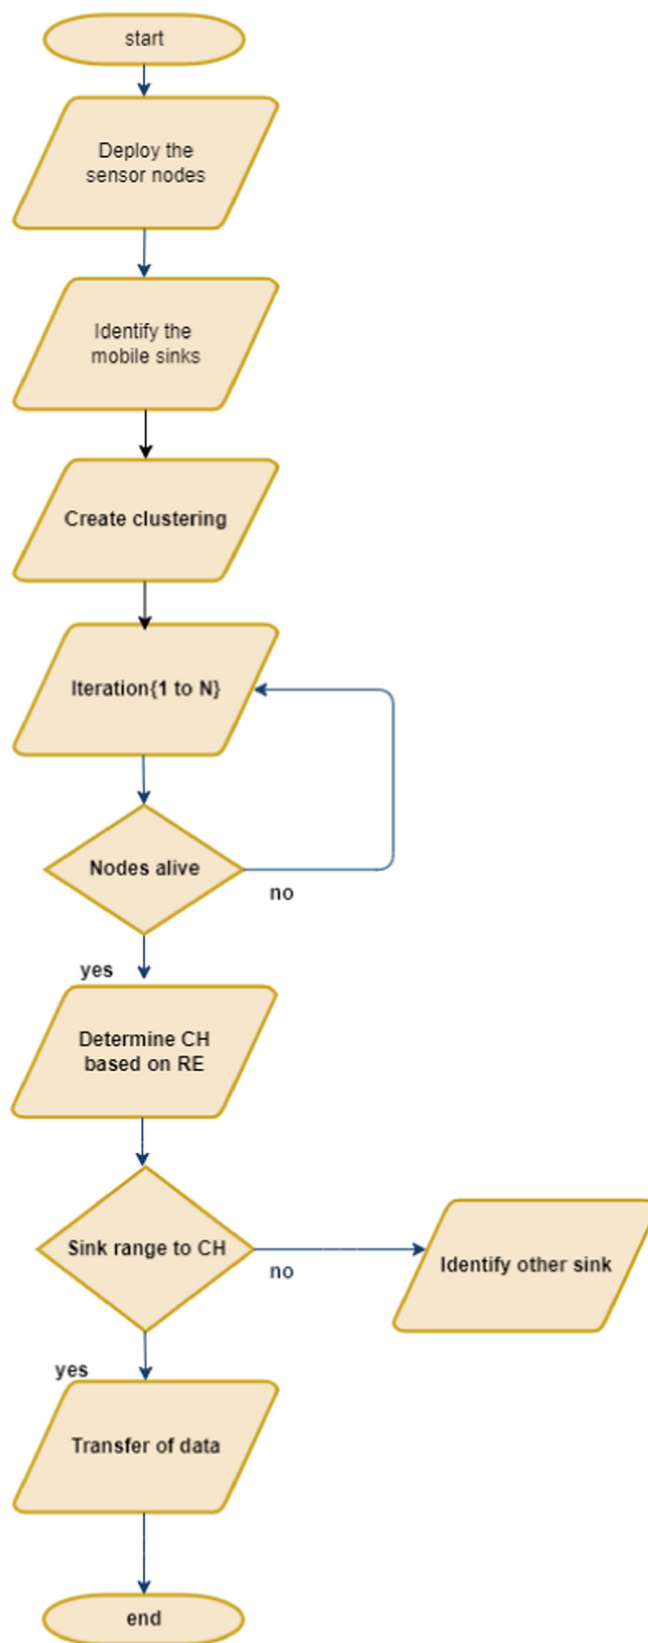 start
Deploy the
sensor nodes
Identify the
mobile sinks
Create clustering
Iteration{1 to N}
Nodes alive
no
yes
Determine CH
based on RE
Sink range to CH
no
Identify other sink
yes
Transfer of data
end